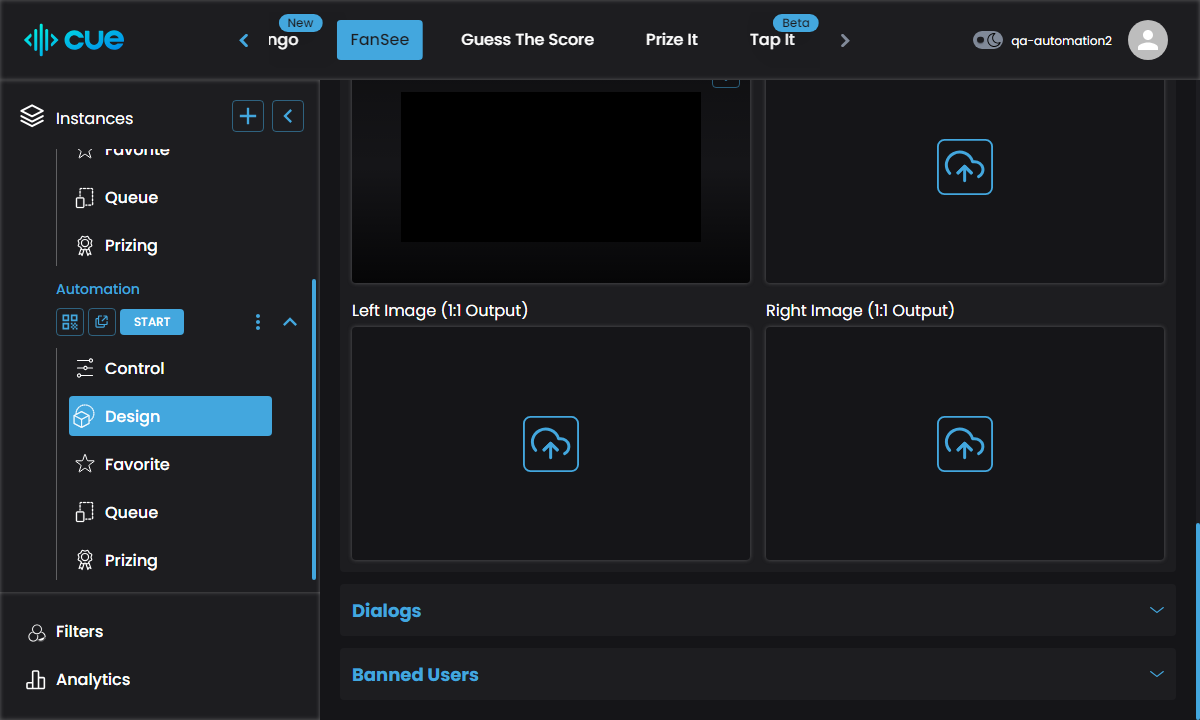 cue
New
ngo
FanSee
Guess The Score
Prize It
Beta
Tap It
qa-automation2
Instances
Favorite
Queue
Prizing
Automation
START
Control
Design
Favorite
Queue
Prizing
Filters
Analytics
Left Image (1:1 Output)
Right Image (1:1 Output)
Dialogs
Banned Users